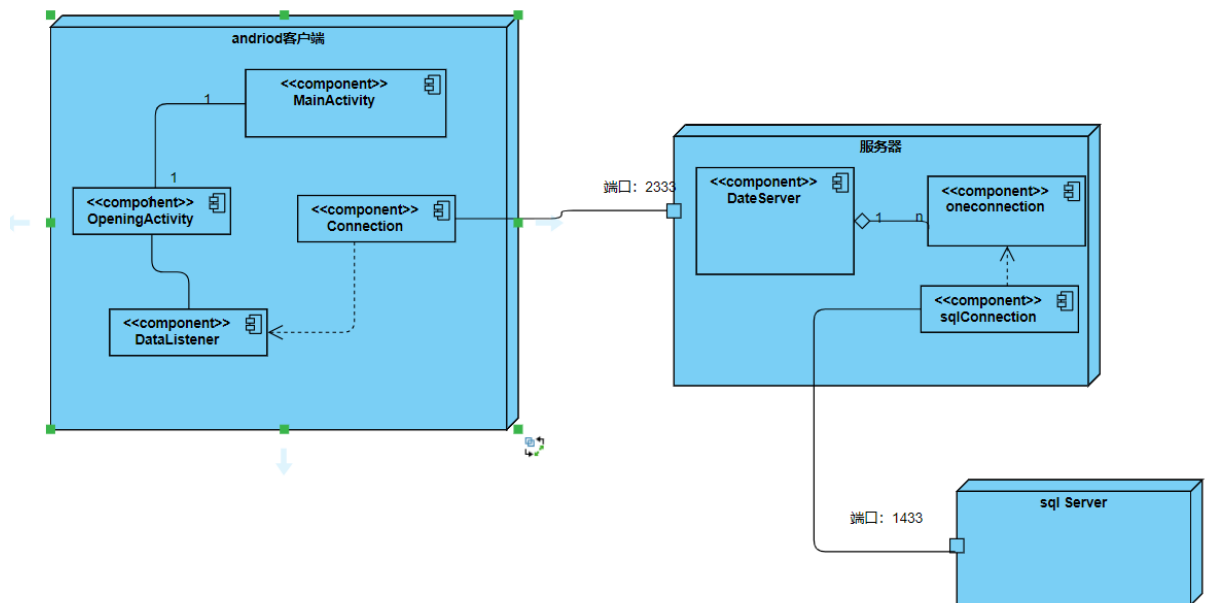 andriod客户端
<<component>>
MainActivity
1
1
<<component>>
OpeningActivity
<<component>>
Connection
<<component>>
DataListener
端口：2333
服务器
<<component>>
DateServer
1
n
<<component>>
oneconnection
<<component>>
sqlConnection
端口：1433
sql Server